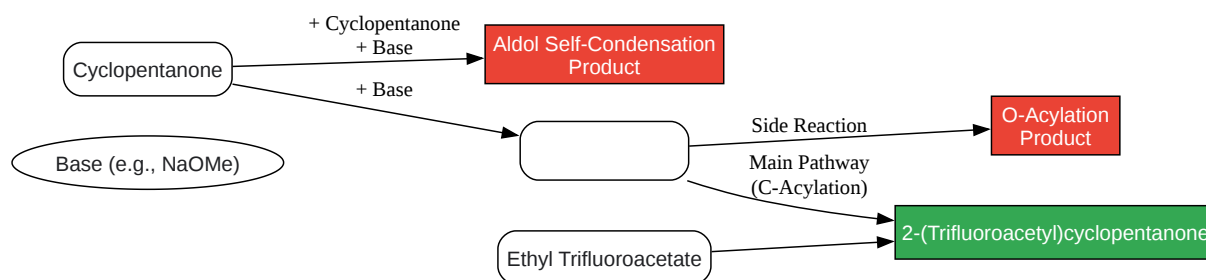 + Cyclopentanone
+ Base
Aldol Self-Condensation
Product
Cyclopentanone
+ Base
O-Acylation
Product
Side Reaction
Base (e.g., NaOMe)
Main Pathway
(C-Acylation)
2-(Trifluoroacetyl)cyclopentanone
Ethyl Trifluoroacetate